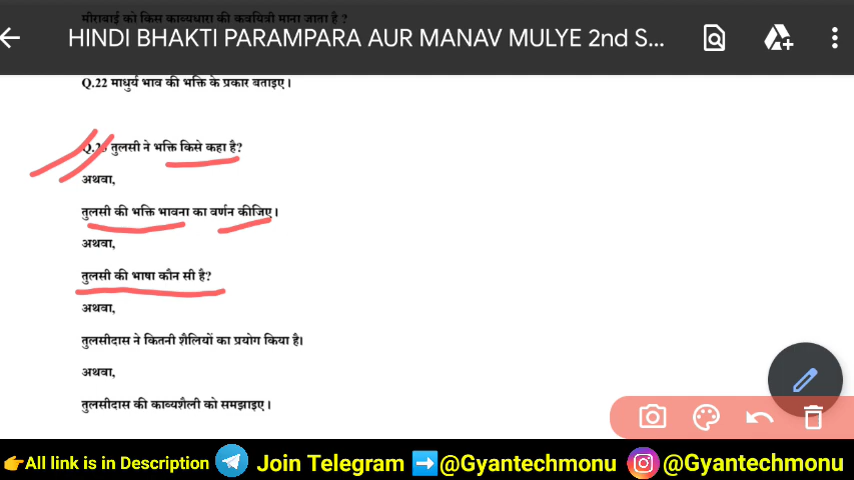 मीराबाई को किस काव्यधारा की कवयित्री माना जाता है ?
HINDI BHAKTI PARAMPARA AUR MANAV MULYE 2nd S...
Q.22 माधुर्य भाव की भक्ति के प्रकार बताइए।
तुलसी ने भक्ति किसे कहा है?
अथवा,
तुलसी की भक्ति भावना का वर्णन कीजिए।
अथवा,
तुलसी की भाषा कौन सी है?
अथवा,
तुलसीदास ने कितनी शैलियों का प्रयोग किया है।
अथवा,
तुलसीदास की काव्यशैली को समझाइए।
All link is in Description Join Telegram @Gyantechmonu @Gyantechmonu